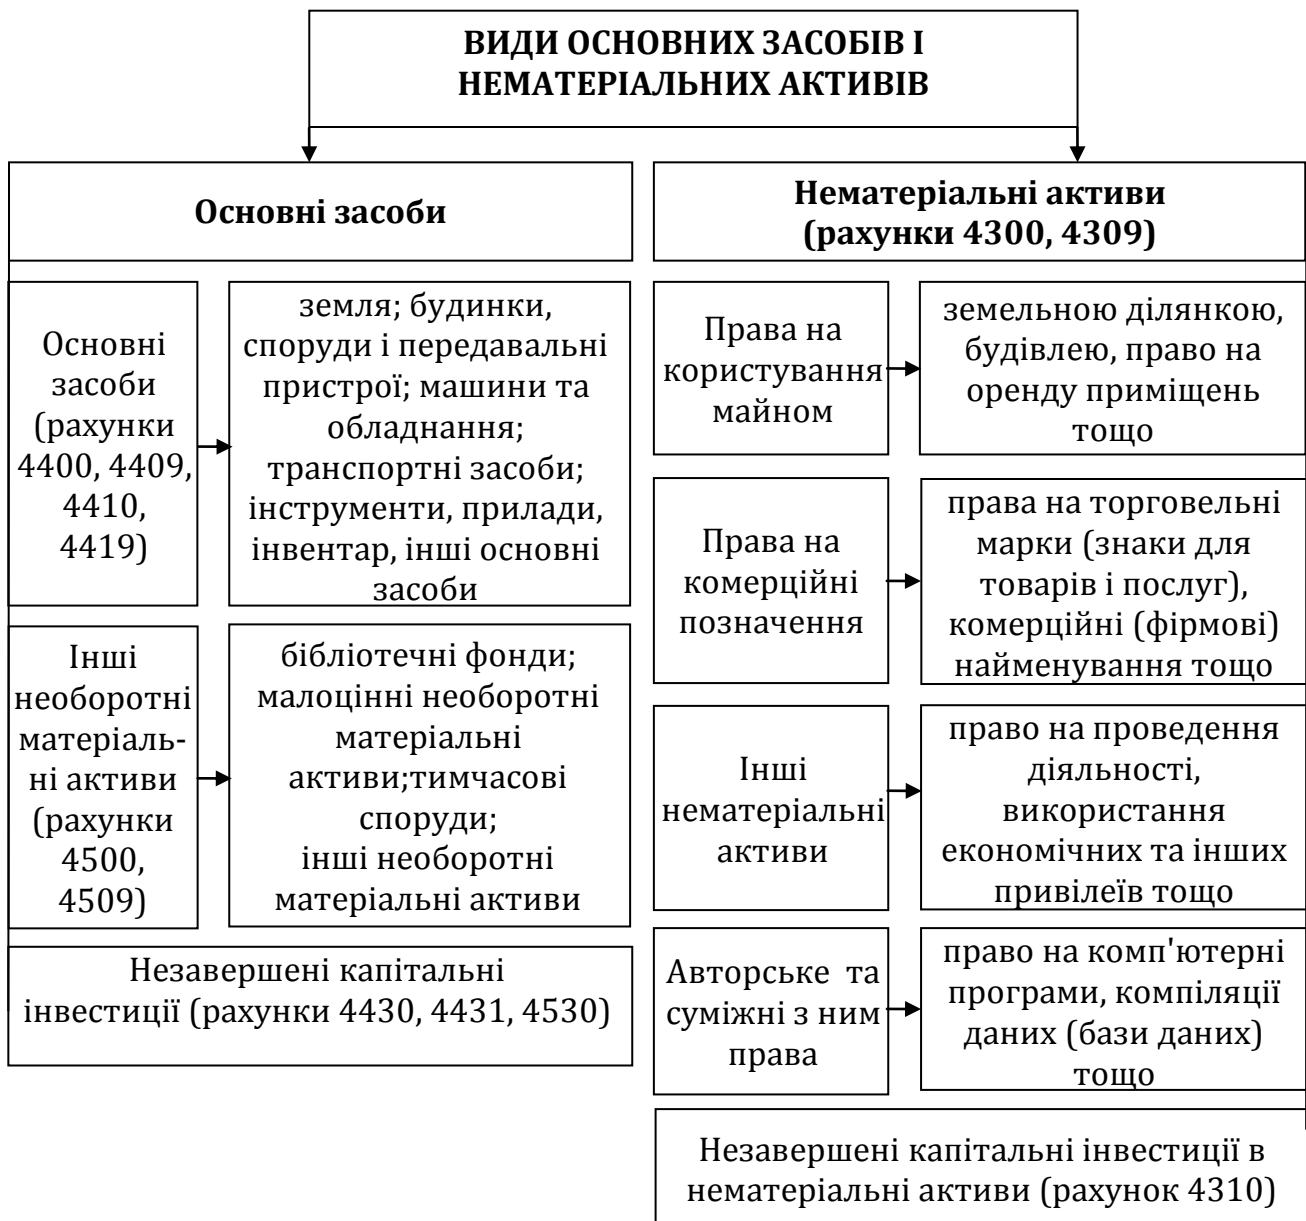 ВИДИ ОСНОВНИХ ЗАСОБІВ І
НЕМАТЕРІАЛЬНИХ АКТИВІВ
Основні засоби
Основні
засоби
(рахунки
4400, 4409,
4410,
4419)
земля; будинки,
споруди і передавальні
пристрої; машини та
обладнання;
транспортні засоби;
інструменти, прилади,
інвентар, інші основні
засоби
Інші
необоротні
матеріаль-
ні активи
(рахунки
4500,
4509)
бібліотечні фонди;
малоцінні необоротні
матеріальні
активи;тимчасові
споруди;
інші необоротні
матеріальні активи
Незавершені капітальні
інвестиції (рахунки 4430, 4431, 4530)
Нематеріальні активи
(рахунки 4300, 4309)
Права на
користування
майном
земельною ділянкою,
будівлею, право на
оренду приміщень
тощо
Права на
комерційні
позначення
права на торговельні
марки (знаки для
товарів і послуг),
комерційні (фірмові)
найменування тощо
Інші
нематеріальні
активи
право на проведення
діяльності,
використання
економічних та інших
привілеїв тощо
Авторське та
суміжні з ним
права
право на комп'ютерні
програми, компіляції
даних (бази даних)
тощо
Незавершені капітальні інвестиції в
нематеріальні активи (рахунок 4310)